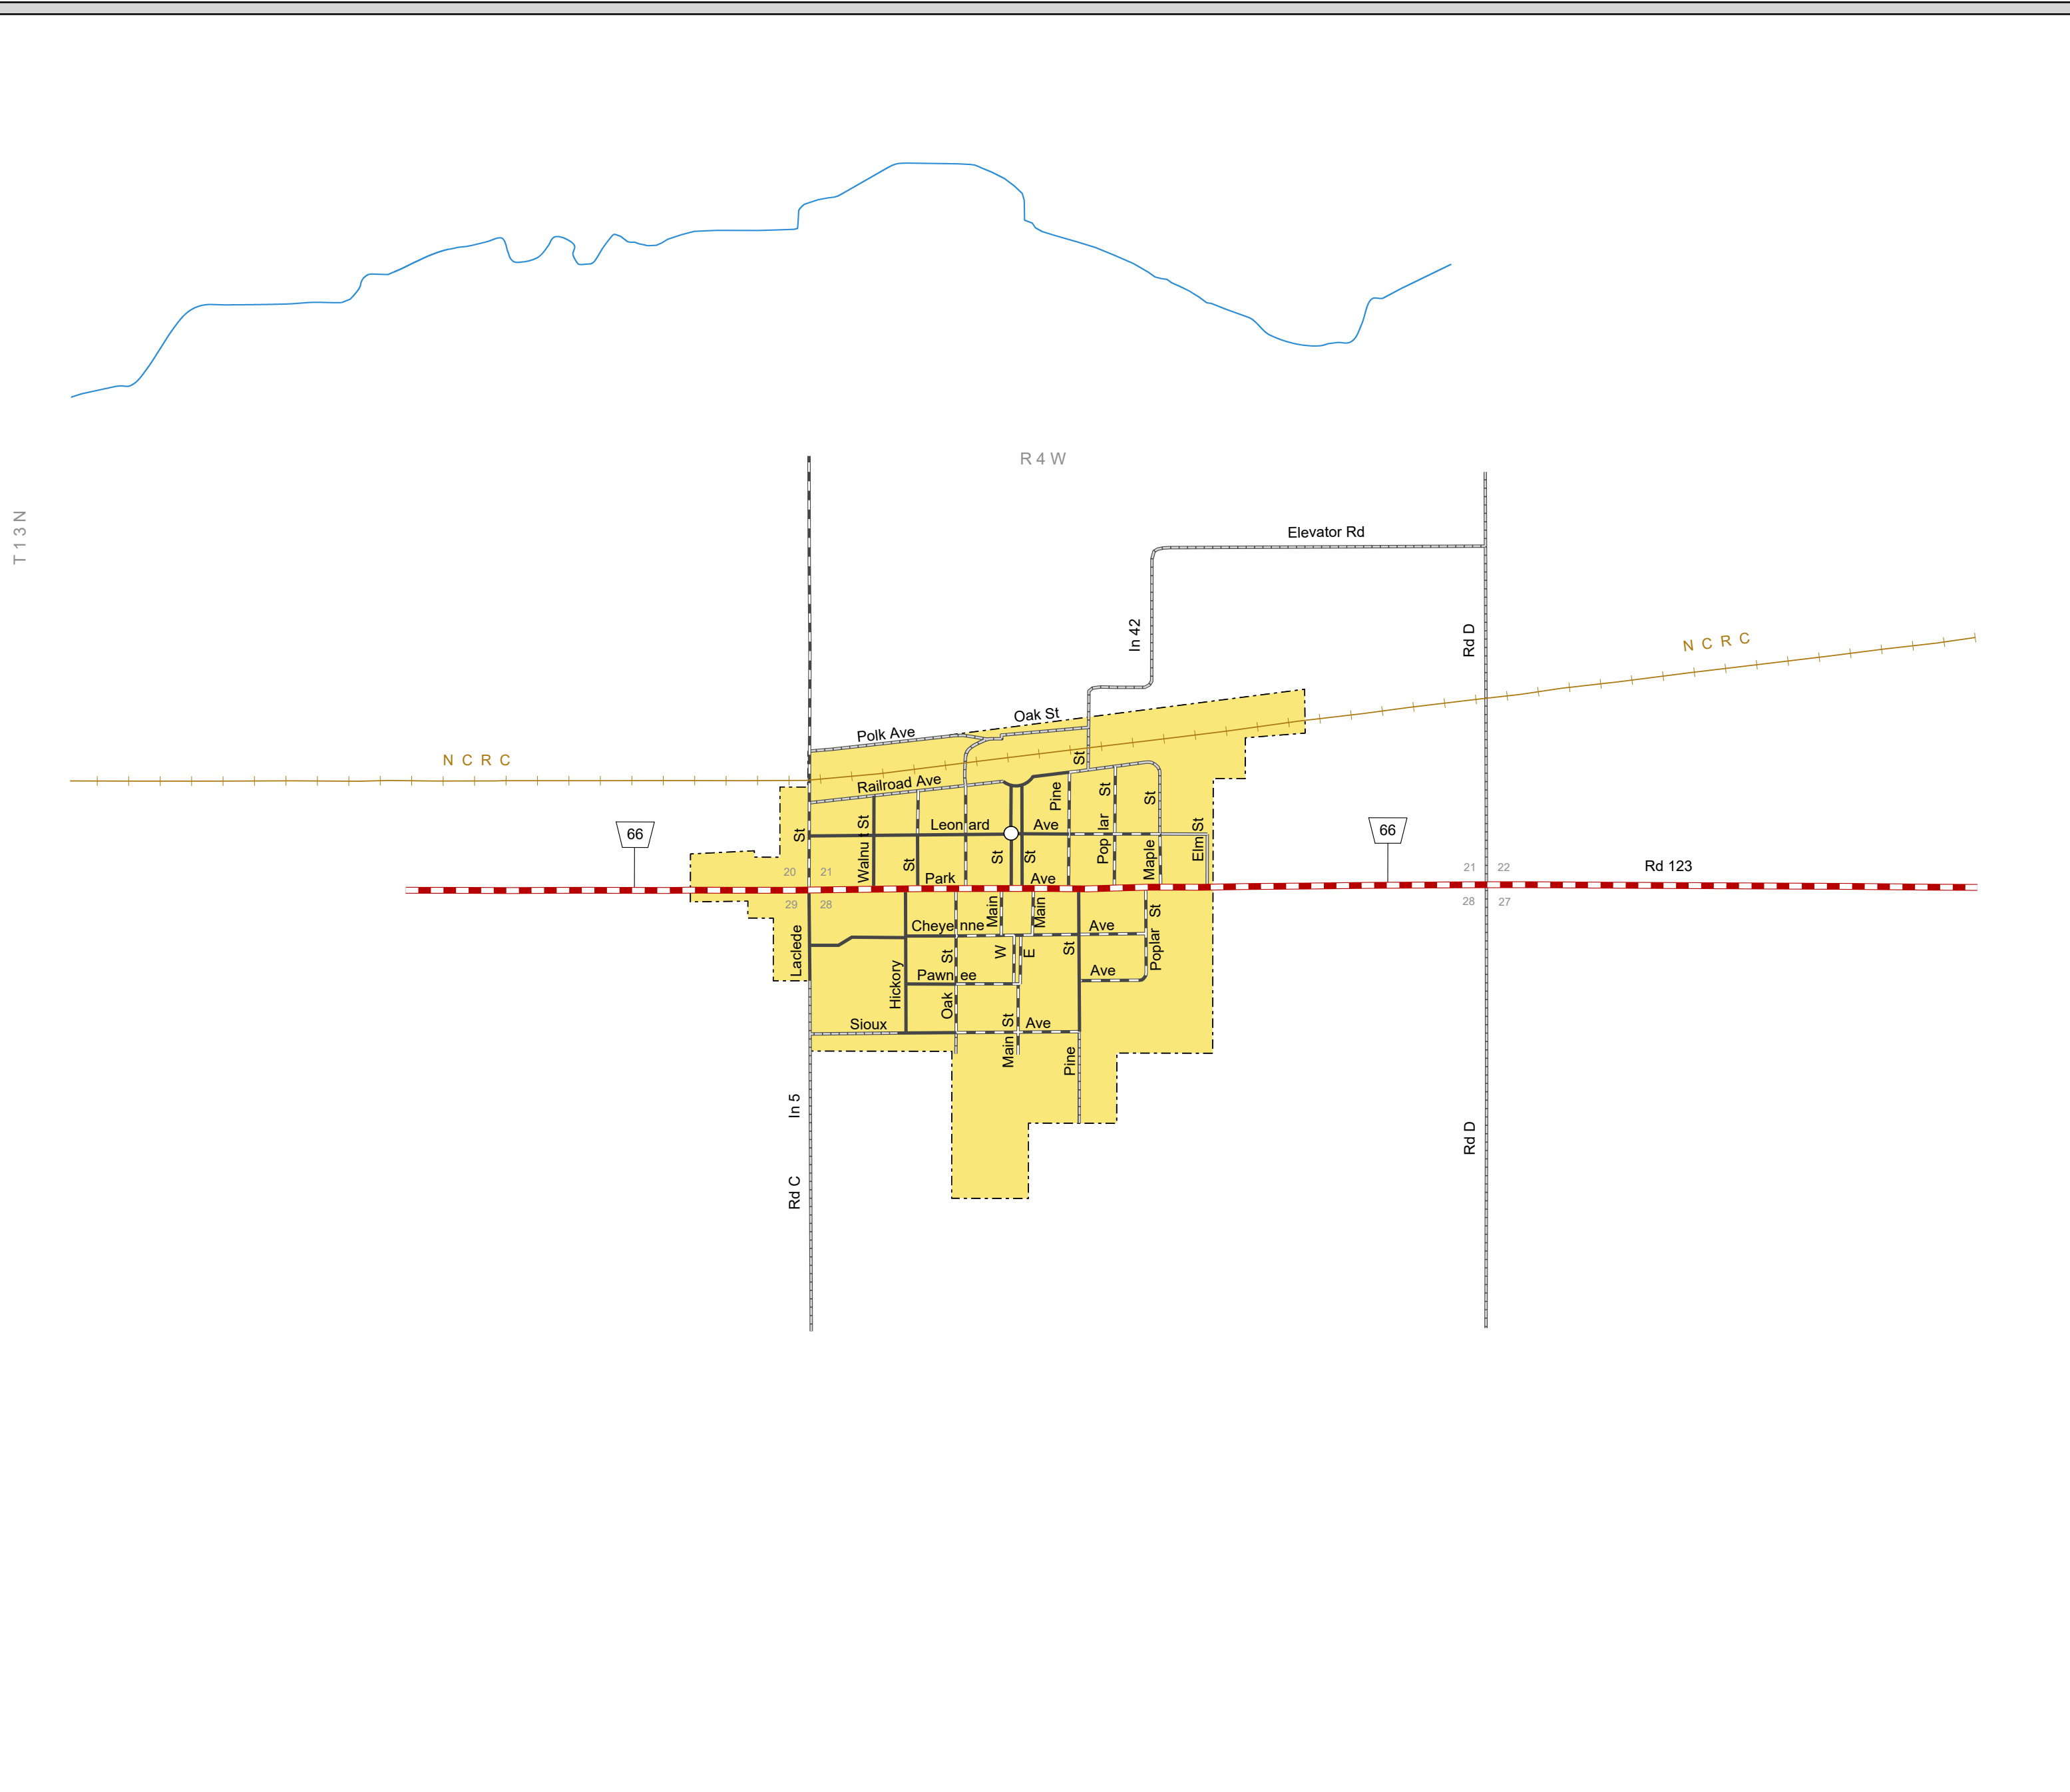 R 4 W
T 13 N
Elevator Rd
In 42
Rd D
N C R C
Oak St
Polk Ave
N C R C
St
Railroad Ave
Pine
St
St
66
Leonard Ave
66
St
Walnut St
St
St
St
Poplar
Maple
Elm St
20 21
Park Ave
21 22
Rd 123
29 28
28 27
Main
Main
St
Cheyenne Ave
Laclede
St
W
E
St
Poplar
Hickory
Pawnee Ave
Oak
Sioux Ave
Main St
Pine
In 5
Rd D
Rd C